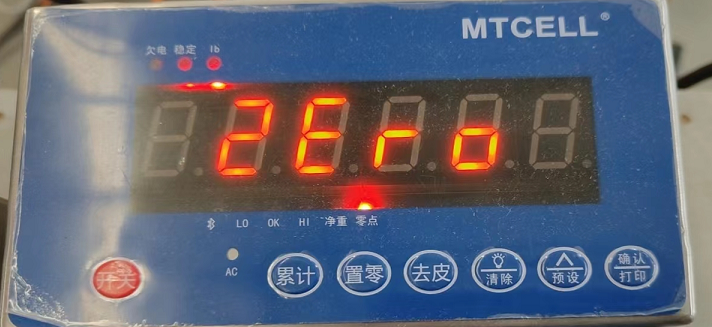 MTCELL®
欠电 稳定 lb
2Ero
LO OK HI 净重 零点
AC
开关 累计 置零 去皮 清除 预设 确认 打印